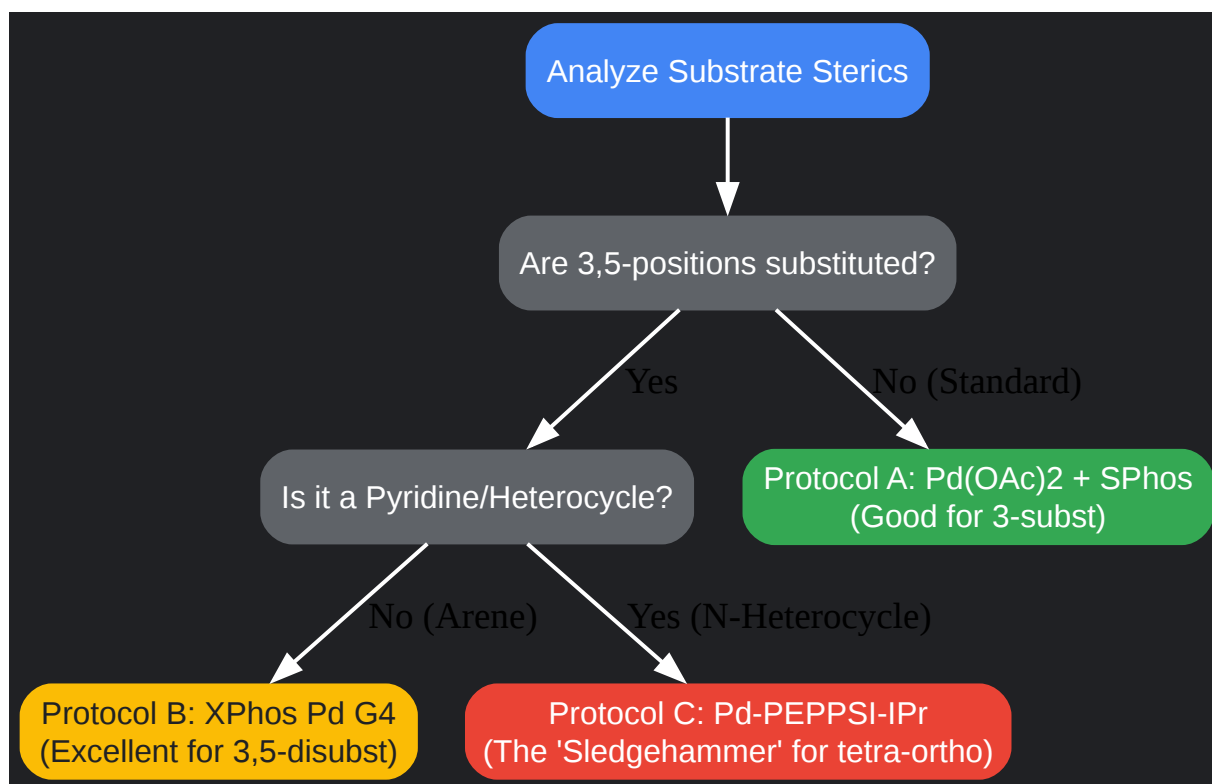 Analyze Substrate Sterics
Are 3,5-positions substituted?
Yes
No (Standard)
Is it a Pyridine/Heterocycle?
Protocol A: Pd(OAc)2 + SPhos
(Good for 3-subst)
No (Arene)
Yes (N-Heterocycle)
Protocol B: XPhos Pd G4
(Excellent for 3,5-disubst)
Protocol C: Pd-PEPPSI-IPr
(The 'Sledgehammer' for tetra-ortho)